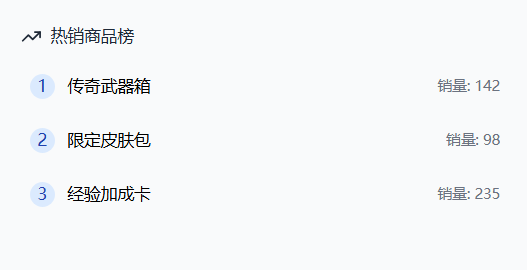 热销商品榜
1 传奇武器箱 销量: 142
2 限定皮肤包 销量: 98
3 经验加成卡 销量: 235